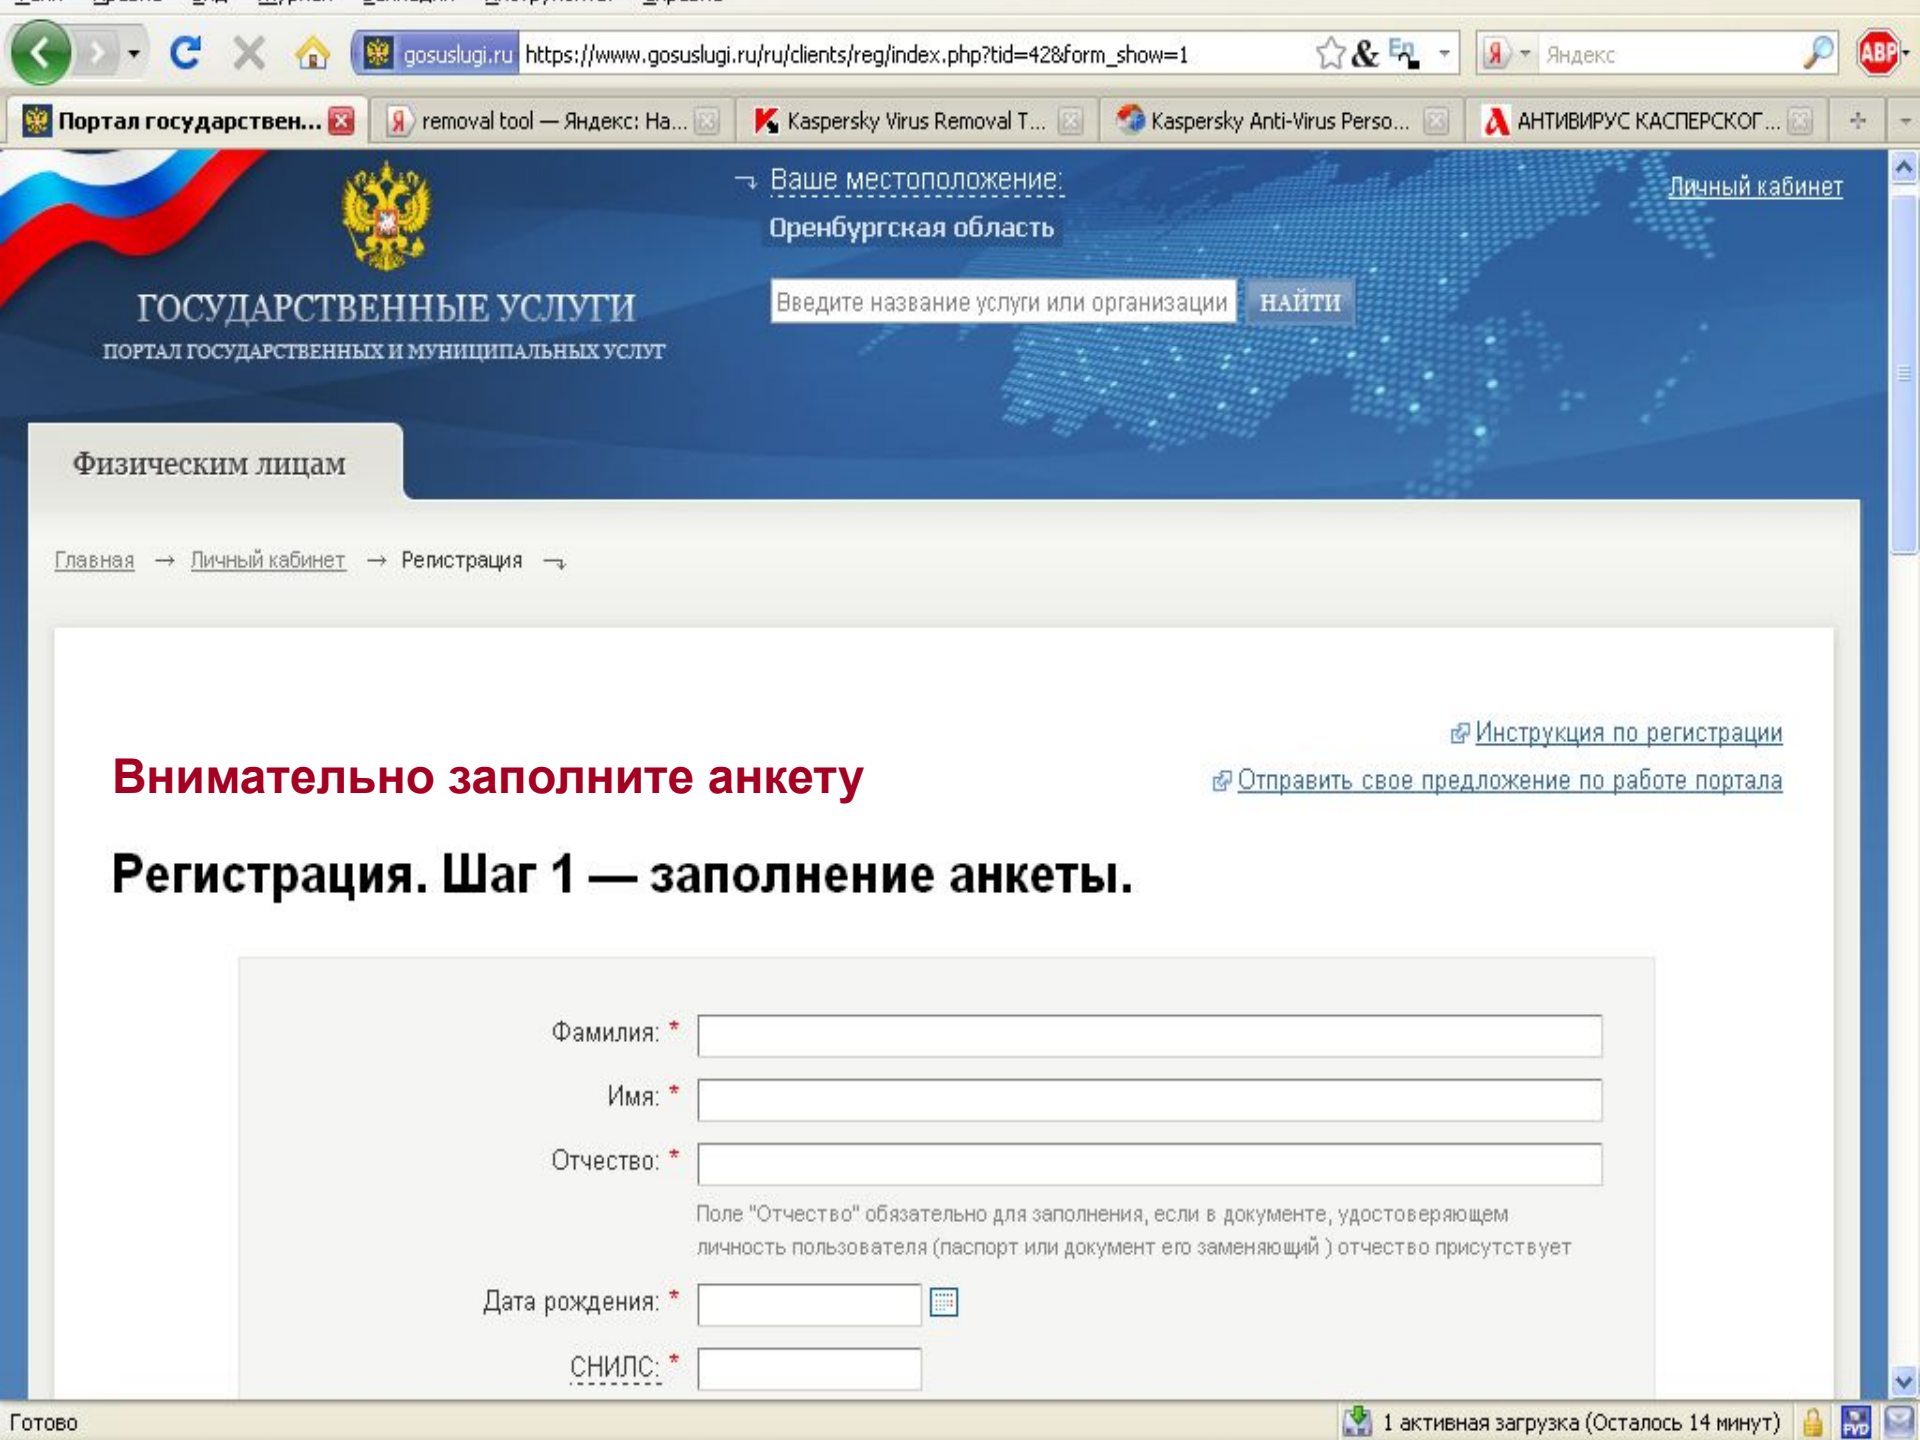 gosuslugi.ru https://www.gosuslugi.ru/ru/clients/reg/index.php?tid=42&form_show=1 Яндекс ABP
Портал государствен... removal tool — Яндекс: На... Kaspersky Virus Removal T... Kaspersky Anti-Virus Perso... АНТИВИРУС КАСПЕРСКОГ...
Ваше местоположение:
Личный кабинет
Оренбургская область
Введите название услуги или организации НАЙТИ
ГОСУДАРСТВЕННЫЕ УСЛУГИ
ПОРТАЛ ГОСУДАРСТВЕННЫХ И МУНИЦИПАЛЬНЫХ УСЛУГ
Физическим лицам
Главная → Личный кабинет → Регистрация
Инструкция по регистрации
Отправить свое предложение по работе портала
Внимательно заполните анкету
Регистрация. Шаг 1 — заполнение анкеты.
Фамилия: *
Имя: *
Отчество: *
Поле "Отчество" обязательно для заполнения, если в документе, удостоверяющем
личность пользователя (паспорт или документ его заменяющий ) отчество присутствует
Дата рождения: *
СНИЛС: *
Готово 1 активная загрузка (Осталось 14 минут)